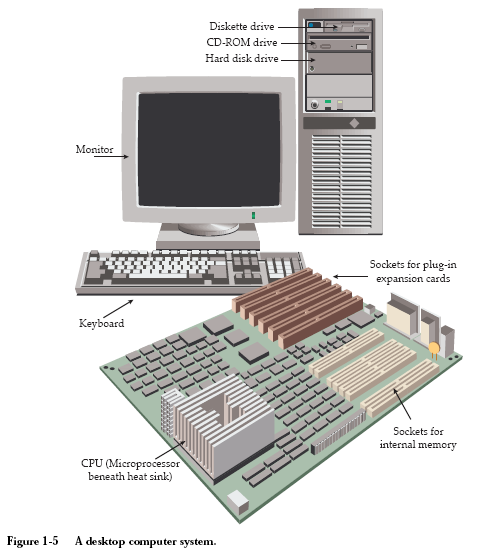 Diskette drive
CD-ROM drive
Hard disk drive
Monitor
Sockets for plug-in
expansion cards
Keyboard
Sockets for
internal memory
CPU (Microprocessor
beneath heat sink)
Figure 1-5 A desktop computer system.